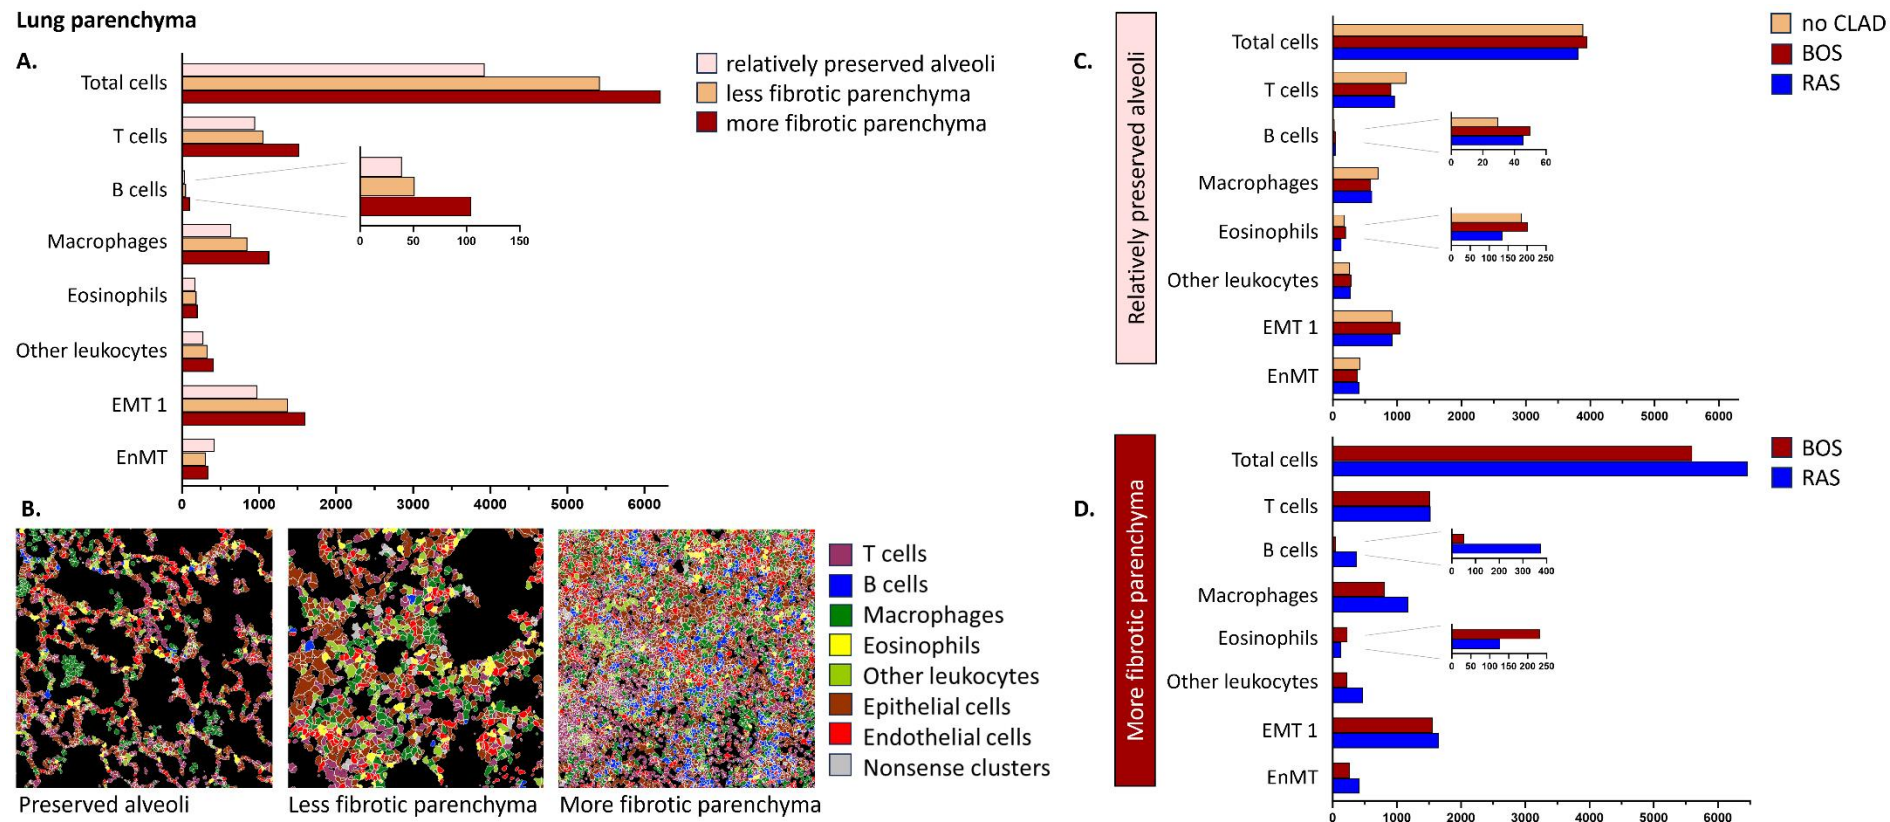 Lung parenchyma
A.
Total cells
T cells
B cells
Macrophages
Eosinophils
Other leukocytes
EMT 1
EnMT
0 1000 2000 3000 4000 5000 6000
0 50 100 150
relatively preserved alveoli
less fibrotic parenchyma
more fibrotic parenchyma
B.
Preserved alveoli
Less fibrotic parenchyma
More fibrotic parenchyma
T cells
B cells
Macrophages
Eosinophils
Other leukocytes
Epithelial cells
Endothelial cells
Nonsense clusters
C.
Relatively preserved alveoli
Total cells
T cells
B cells
Macrophages
Eosinophils
Other leukocytes
EMT 1
EnMT
0 20 40 60
0 50 100 150 200 250
0 1000 2000 3000 4000 5000 6000
no CLAD
BOS
RAS
D.
More fibrotic parenchyma
Total cells
T cells
B cells
Macrophages
Eosinophils
Other leukocytes
EMT 1
EnMT
0 100 200 300 400
0 50 100 150 200 250
0 1000 2000 3000 4000 5000 6000
BOS
RAS